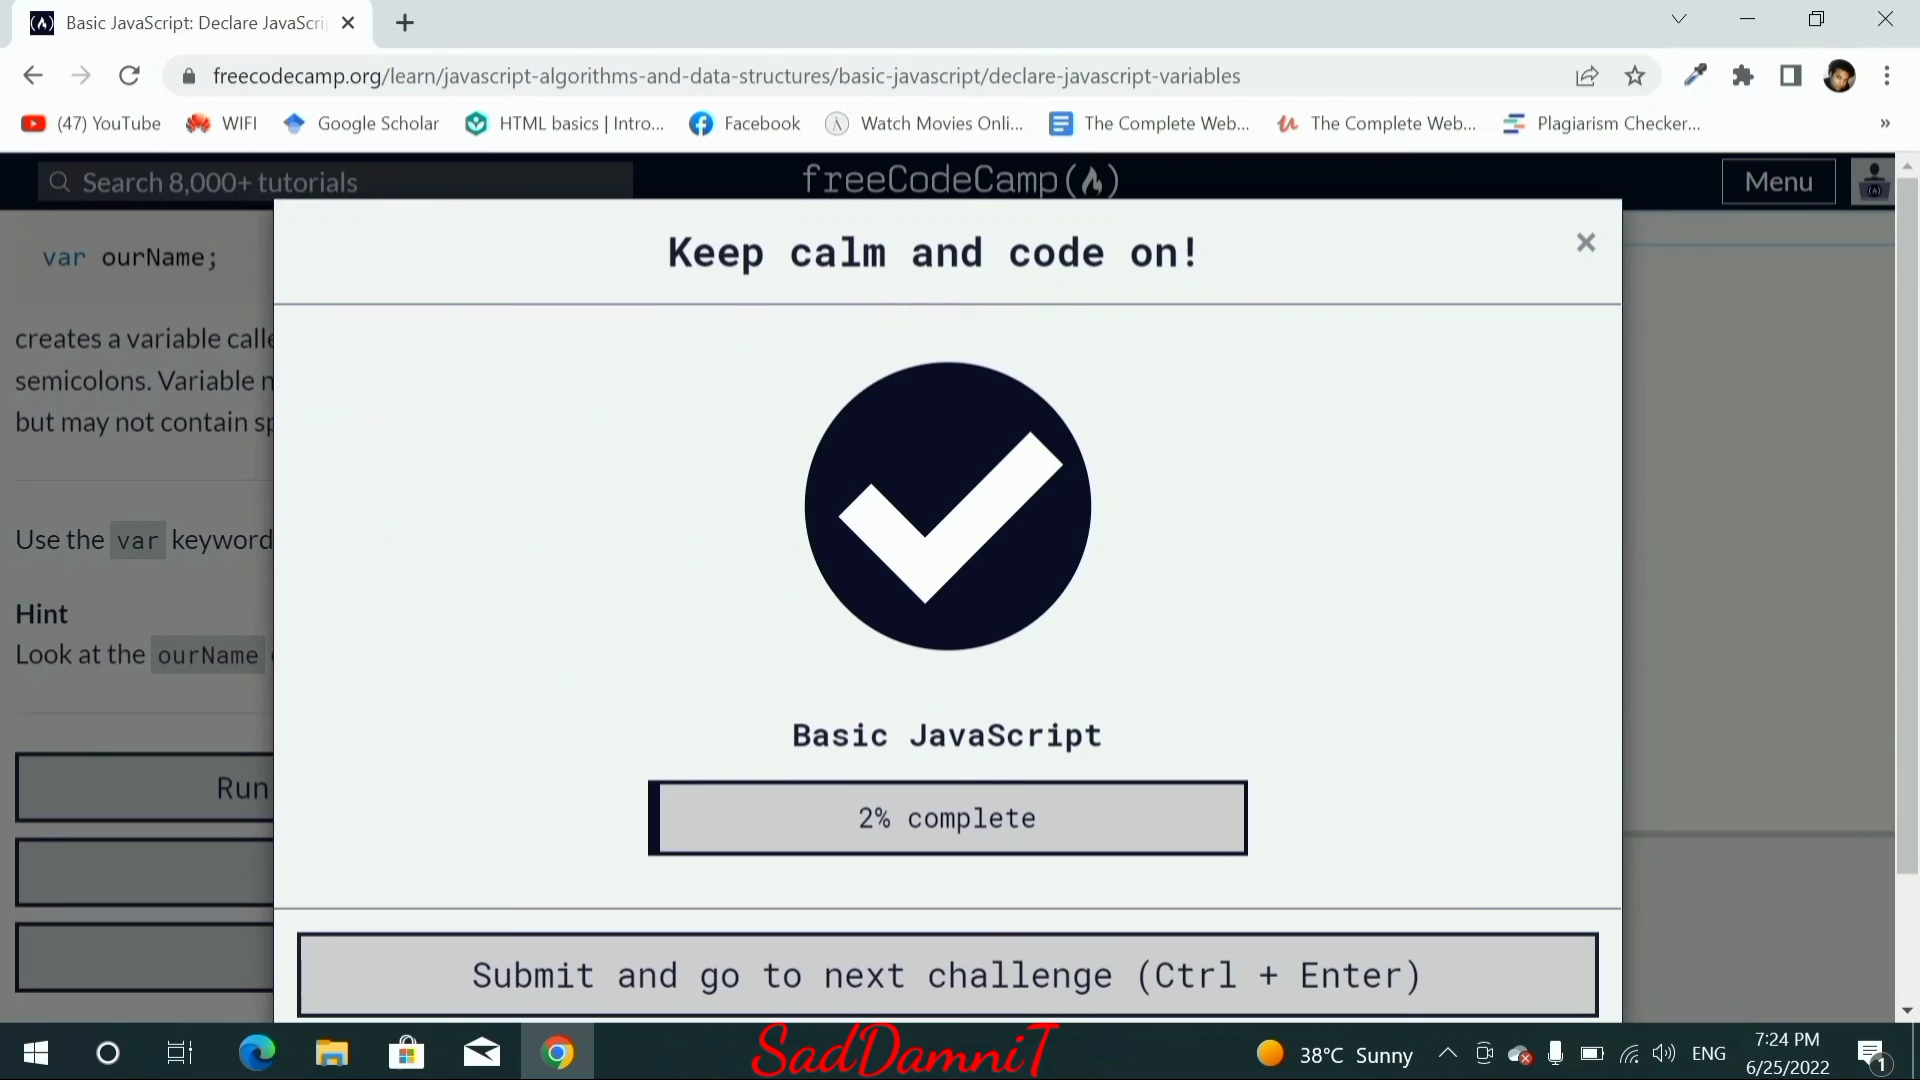 Basic JavaScript: Declare JavaScri
freecodecamp.org/learn/javascript-algorithms-and-data-structures/basic-javascript/declare-javascript-variables
(47) YouTube WIFI Google Scholar HTML basics | Intro... Facebook Watch Movies Onli... The Complete Web... The Complete Web... Plagiarism Checker... »
Search 8,000+ tutorials freeCodeCamp Menu
Keep calm and code on! ×
var ourName;
creates a variable calle
semicolons. Variable n
but may not contain sp
Use the var keyword
Hint
Look at the ourName
Basic JavaScript
Run
2% complete
Submit and go to next challenge (Ctrl + Enter)
SadDamniT
38°C Sunny ENG 7:24 PM
6/25/2022 1